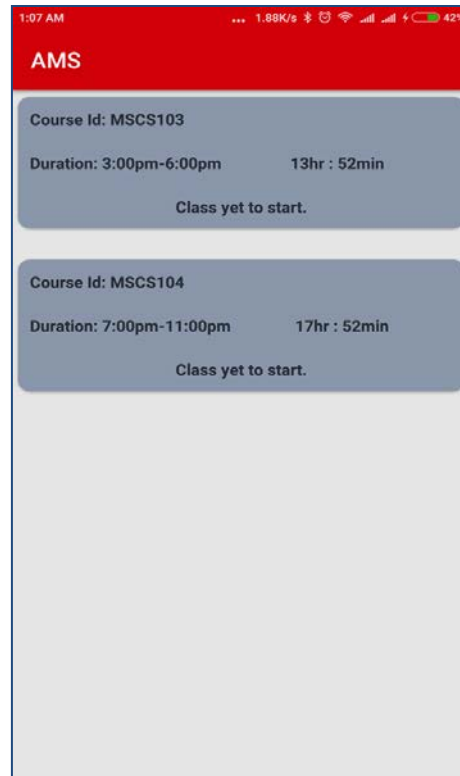 1:07 AM ... 1.88K/s 42%
AMS
Course Id: MSCS103
Duration: 3:00pm-6:00pm 13hr : 52min
Class yet to start.
Course Id: MSCS104
Duration: 7:00pm-11:00pm 17hr : 52min
Class yet to start.